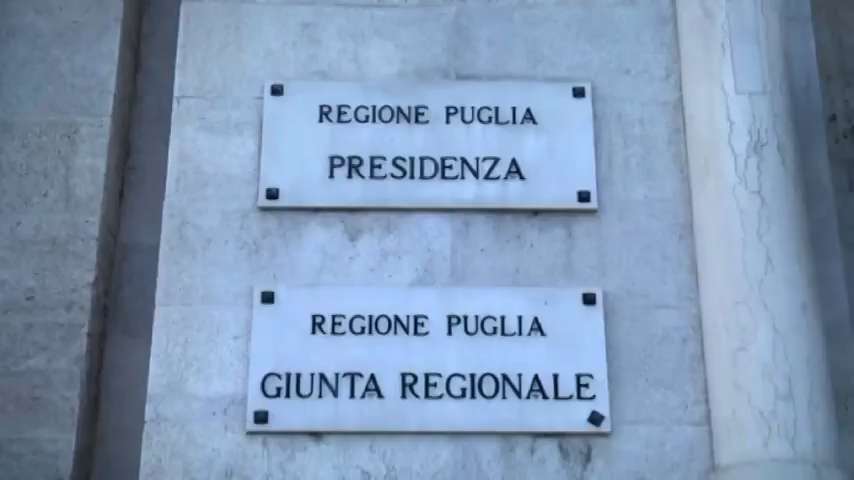 REGIONE PUGLIA
PRESIDENZA
REGIONE PUGLIA
GIUNTA REGIONALE